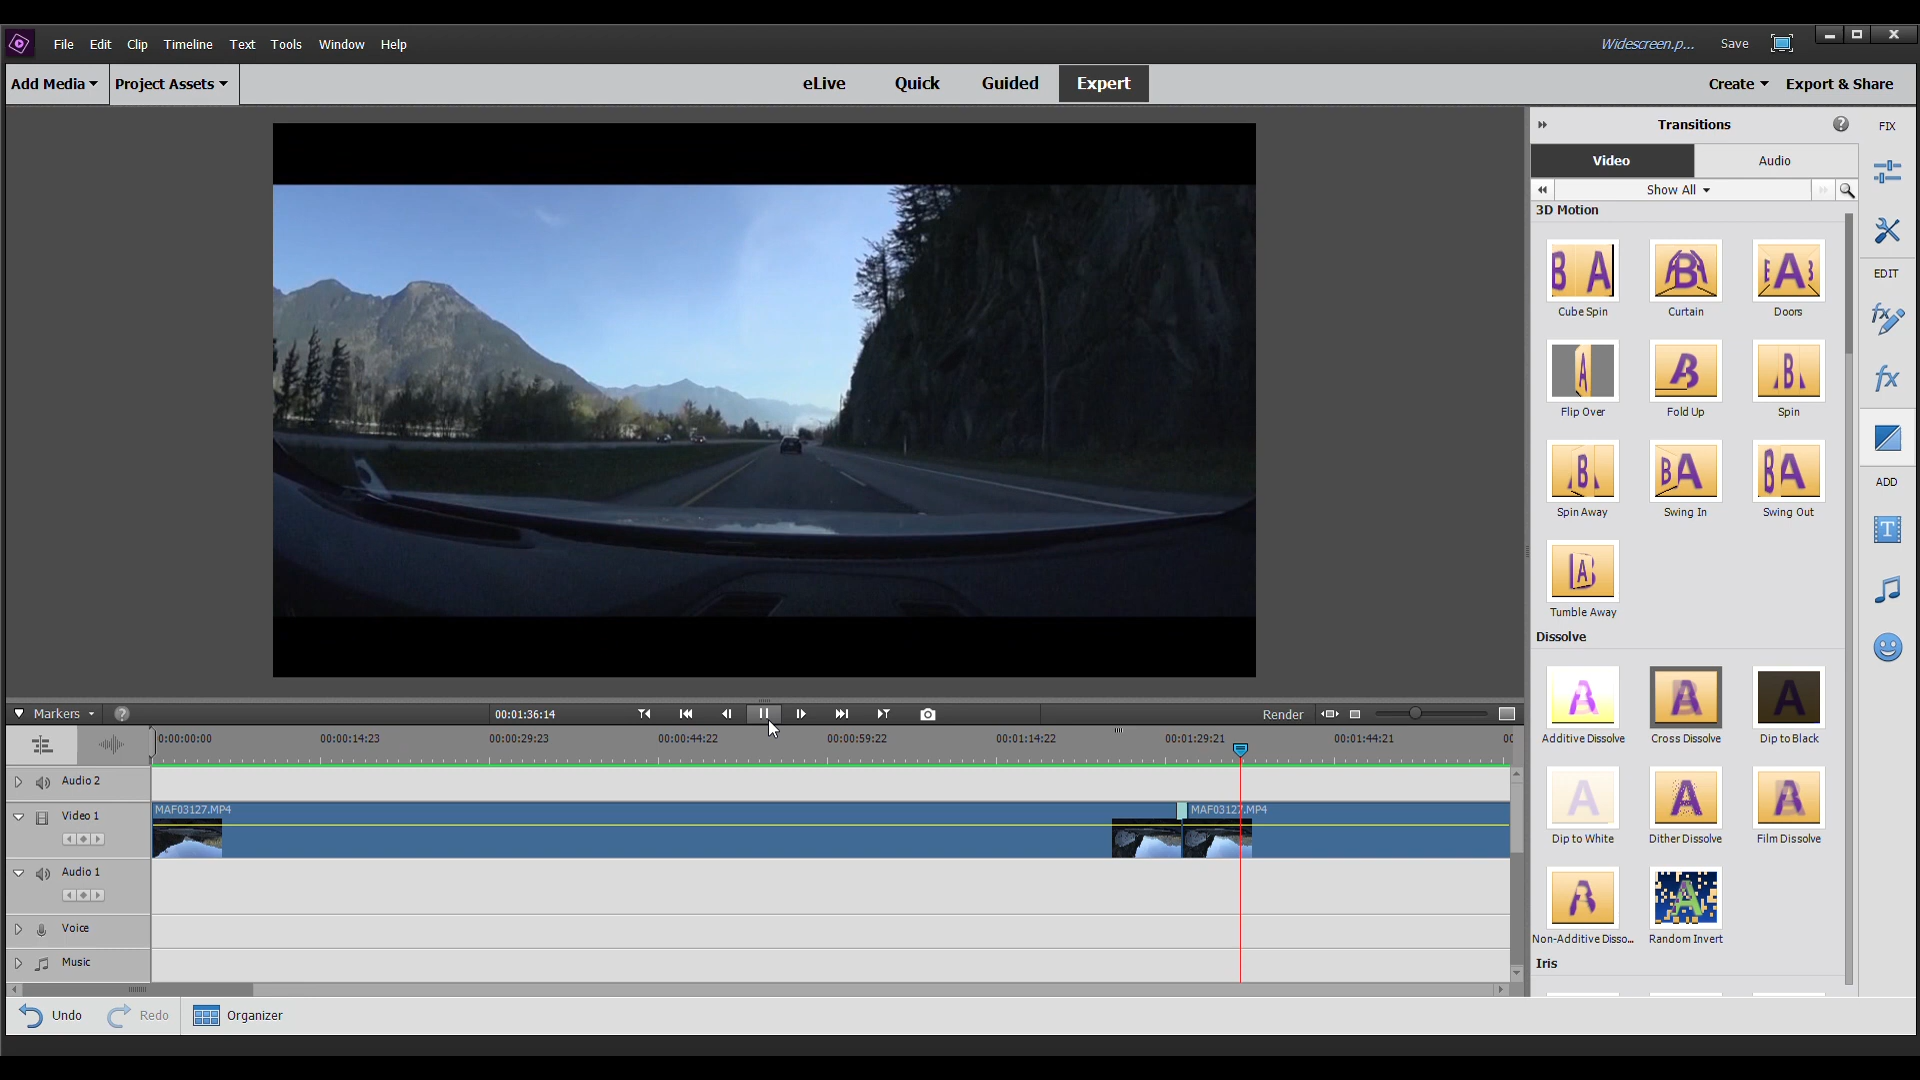 File Edit Clip Timeline Text Tools Window Help
Widescreen.p... Save
Add Media Project Assets
eLive Quick Guided Expert
Create Export & Share
Transitions
FIX
Video Audio
Show All
3D Motion
Cube Spin Curtain Doors
EDIT
Flip Over Fold Up Spin
Spin Away Swing In Swing Out
ADD
Tumble Away
Dissolve
Additive Dissolve Cross Dissolve Dip to Black
Dip to White Dither Dissolve Film Dissolve
Non-Additive Disso... Random Invert
Iris
Markers
00:01:36:14
Render
0:00:00:00 00:00:14:23 00:00:29:23 00:00:44:22 00:00:59:22 00:01:14:22 00:01:29:21 00:01:44:21 00
Audio 2
Video 1
MAF03127.MP4 MAF03127.MP4
Audio 1
Voice
Music
Undo Redo Organizer